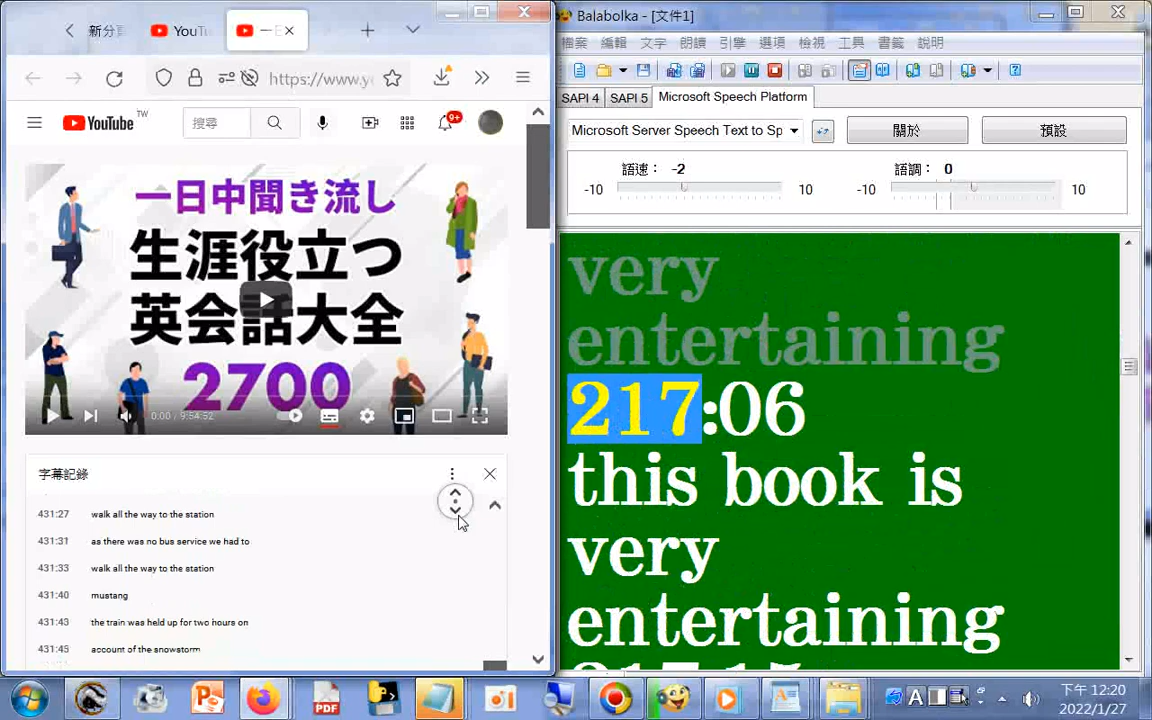 新分
YouTu
一 E
https://www.y
YouTube TW
搜尋
9+
一日中聞き流し
生涯役立つ
英会話大全
2700
0:00 / 9:54:52
字幕記錄
431:27 walk all the way to the station
431:31 as there was no bus service we had to
431:33 walk all the way to the station
431:40 mustang
431:43 the train was held up for two hours on
431:45 account of the snowstorm
Balabolka - [文件1]
檔案 編輯 文字 朗讀 引擎 選項 檢視 工具 書籤 說明
SAPI 4 SAPI 5 Microsoft Speech Platform
Microsoft Server Speech Text to Sp 關於 預設
語速： -2 語調： 0
-10 10 -10 10
very
entertaining
217:06
this book is
very
entertaining
217:15
PDF
A
下午 12:20
2022/1/27